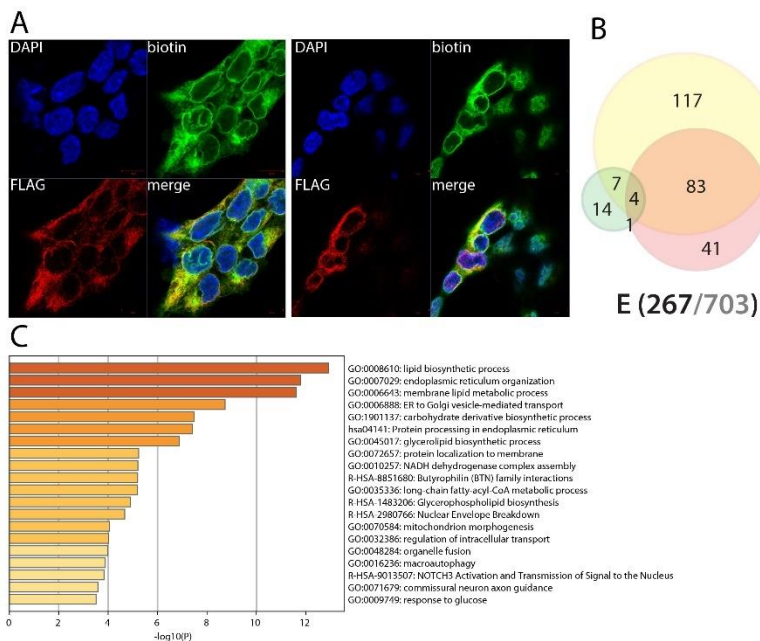 A
DAPI
biotin
FLAG
merge
DAPI
biotin
FLAG
merge
B
117
7
4
83
14
1
41
E (267/703)
C
GO:0008610: lipid biosynthetic process
GO:0007029: endoplasmic reticulum organization
GO:0006643: membrane lipid metabolic process
GO:0006888: ER to Golgi vesicle-mediated transport
GO:1901137: carbohydrate derivative biosynthetic process
hsa04141: Protein processing in endoplasmic reticulum
GO:0045017: glycerolipid biosynthetic process
GO:0072657: protein localization to membrane
GO:0010257: NADH dehydrogenase complex assembly
R-HSA-8851680: Butyrophilin (BTN) family interactions
GO:0035336: long-chain fatty-acyl-CoA metabolic process
R-HSA-1483206: Glycerophospholipid biosynthesis
R-HSA-2980766: Nuclear Envelope Breakdown
GO:0070584: mitochondrion morphogenesis
GO:0032386: regulation of intracellular transport
GO:0048284: organelle fusion
GO:0016236: macroautophagy
R-HSA-9013507: NOTCH3 Activation and Transmission of Signal to the Nucleus
GO:0071679: commissural neuron axon guidance
GO:0009749: response to glucose
0 2 4 6 8 10 12
-log10(P)